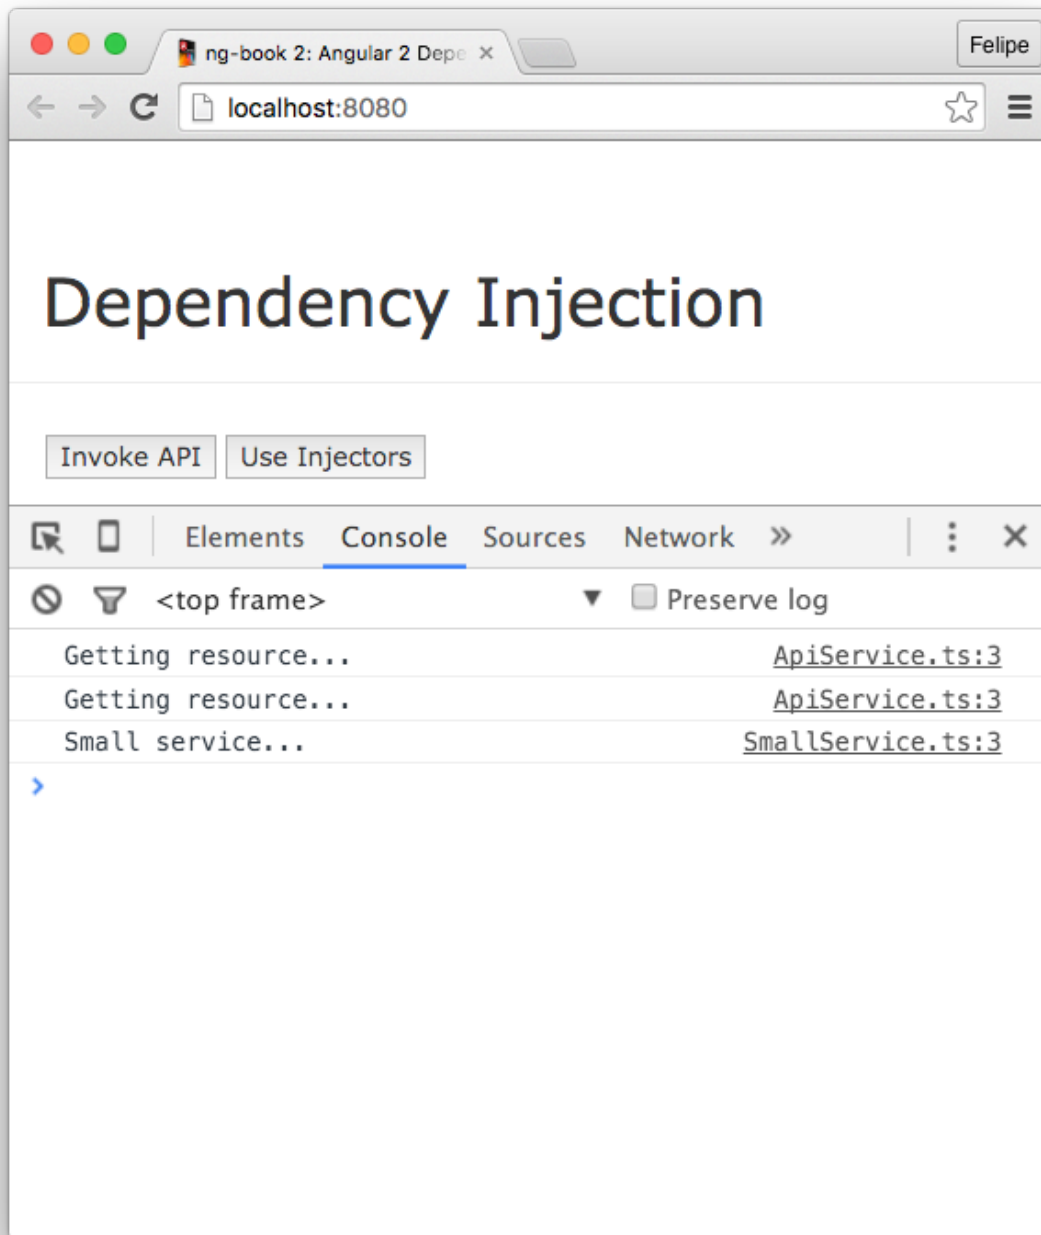 ng-book 2: Angular 2 Depe
Felipe
localhost:8080
Dependency Injection
Invoke API Use Injectors
Elements Console Sources Network »
<top frame> Preserve log
Getting resource... ApiService.ts:3
Getting resource... ApiService.ts:3
Small service... SmallService.ts:3